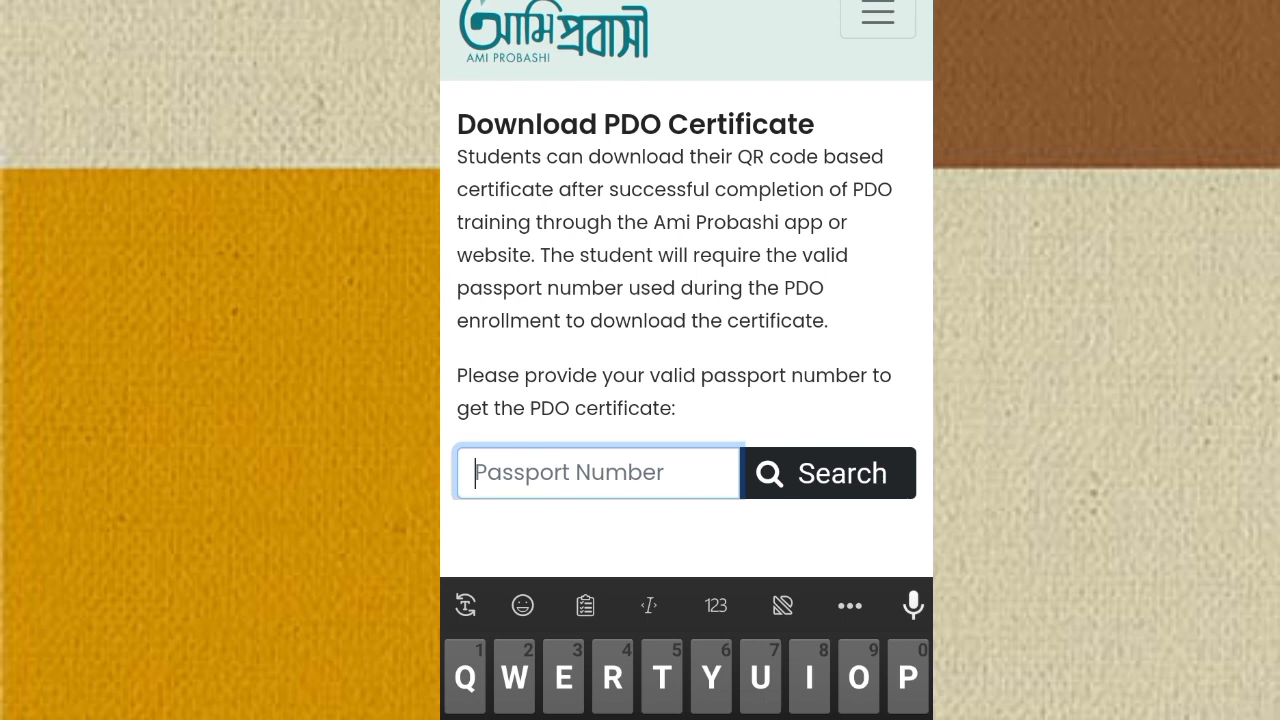 আমি প্রবাসী
AMI PROBASHI
Download PDO Certificate
Students can download their QR code based
certificate after successful completion of PDO
training through the Ami Probashi app or
website. The student will require the valid
passport number used during the PDO
enrollment to download the certificate.
Please provide your valid passport number to
get the PDO certificate:
Passport Number
Search
123
1 2 3 4 5 6 7 8 9 0
Q W E R T Y U I O P